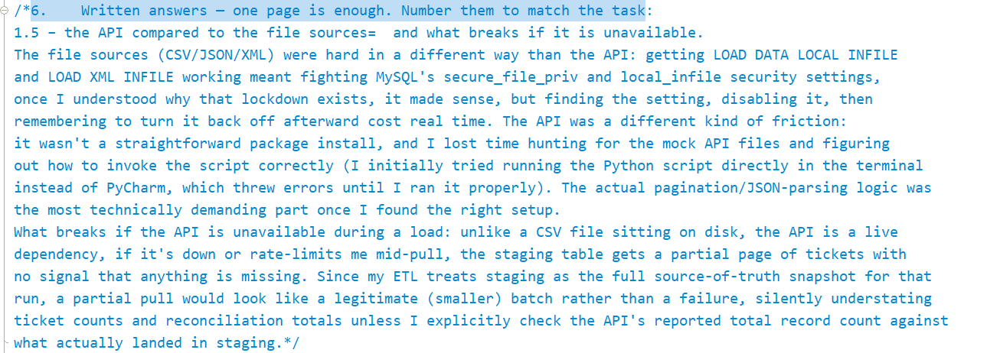 /*6.    Written answers — one page is enough. Number them to match the task:
1.5 – the API compared to the file sources=  and what breaks if it is unavailable.
The file sources (CSV/JSON/XML) were hard in a different way than the API: getting LOAD DATA LOCAL INFILE
and LOAD XML INFILE working meant fighting MySQL's secure_file_priv and local_infile security settings,
once I understood why that lockdown exists, it made sense, but finding the setting, disabling it, then
remembering to turn it back off afterward cost real time. The API was a different kind of friction:
it wasn't a straightforward package install, and I lost time hunting for the mock API files and figuring
out how to invoke the script correctly (I initially tried running the Python script directly in the terminal
instead of PyCharm, which threw errors until I ran it properly). The actual pagination/JSON-parsing logic was
the most technically demanding part once I found the right setup.
What breaks if the API is unavailable during a load: unlike a CSV file sitting on disk, the API is a live
dependency, if it's down or rate-limits me mid-pull, the staging table gets a partial page of tickets with
no signal that anything is missing. Since my ETL treats staging as the full source-of-truth snapshot for that
run, a partial pull would look like a legitimate (smaller) batch rather than a failure, silently understating
ticket counts and reconciliation totals unless I explicitly check the API's reported total record count against
what actually landed in staging.*/